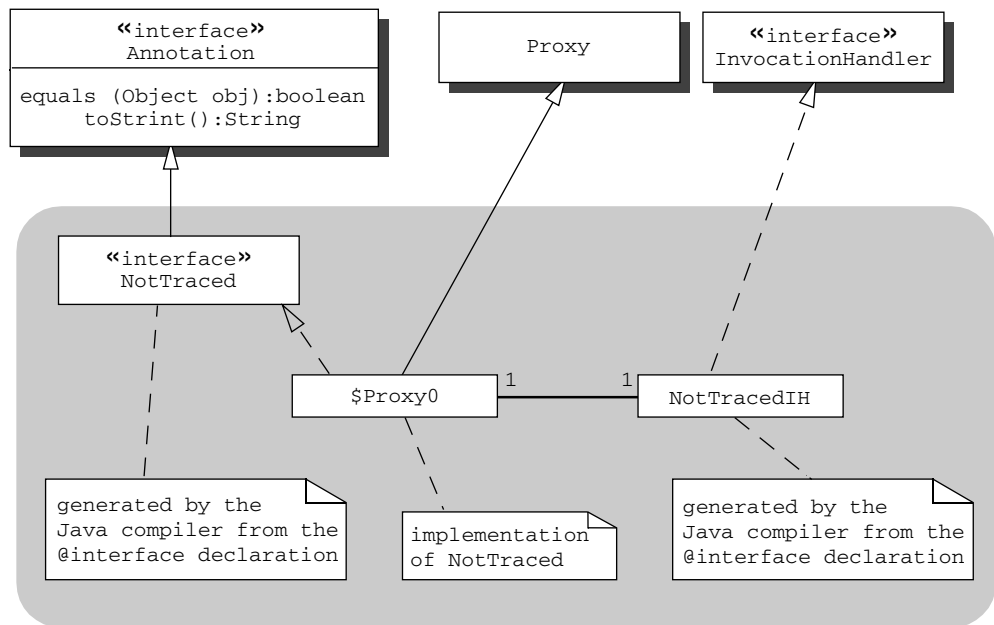 «interface»
Annotation
equals (Object obj):boolean
toStrint():String
Proxy
«interface»
InvocationHandler
«interface»
NotTraced
$Proxy0
1
1
NotTracedIH
generated by the
Java compiler from the
@interface declaration
implementation
of NotTraced
generated by the
Java compiler from the
@interface declaration